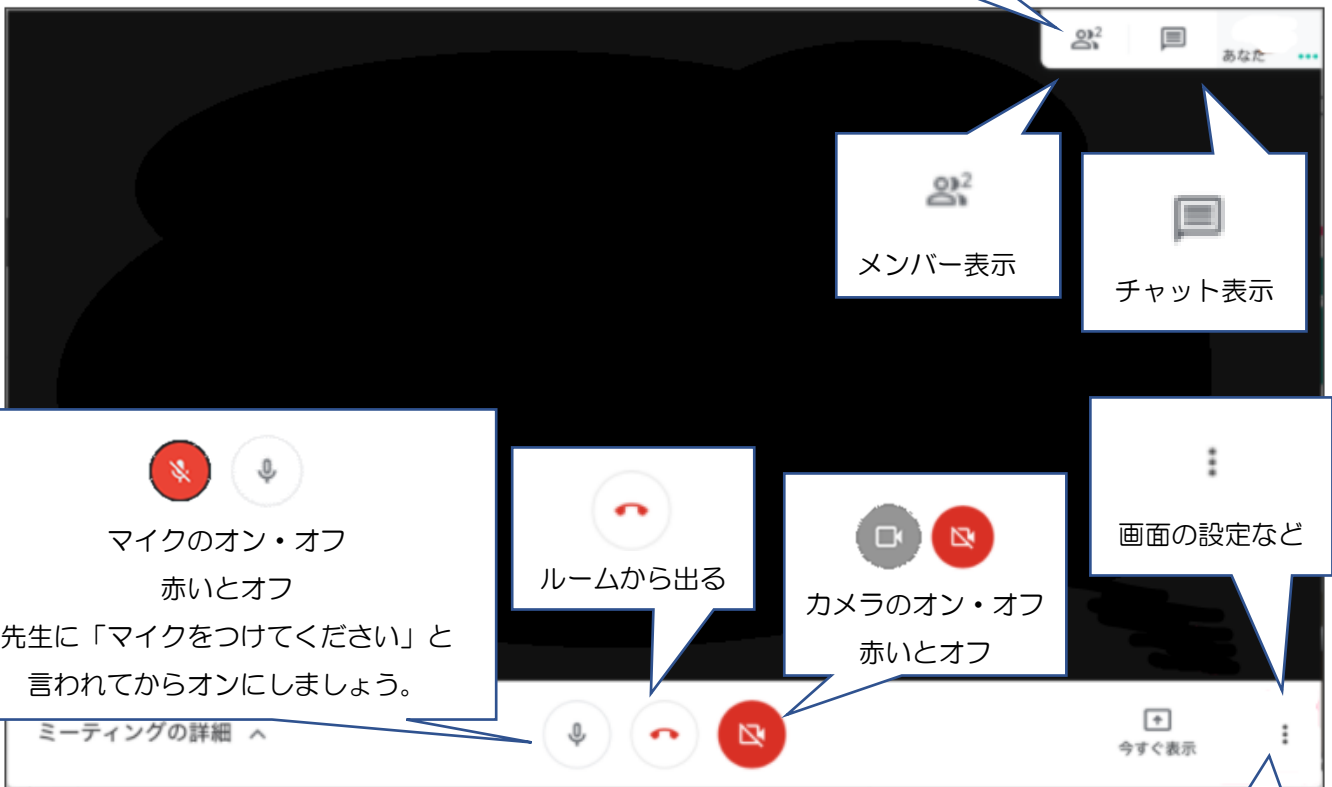 2
あなた
2
メンバー表示
チャット表示
マイクのオン・オフ
赤いとオフ
先生に「マイクをつけてください」と
言われてからオンにしましょう。
ルームから出る
カメラのオン・オフ
赤いとオフ
画面の設定など
ミーティングの詳細
今すぐ表示